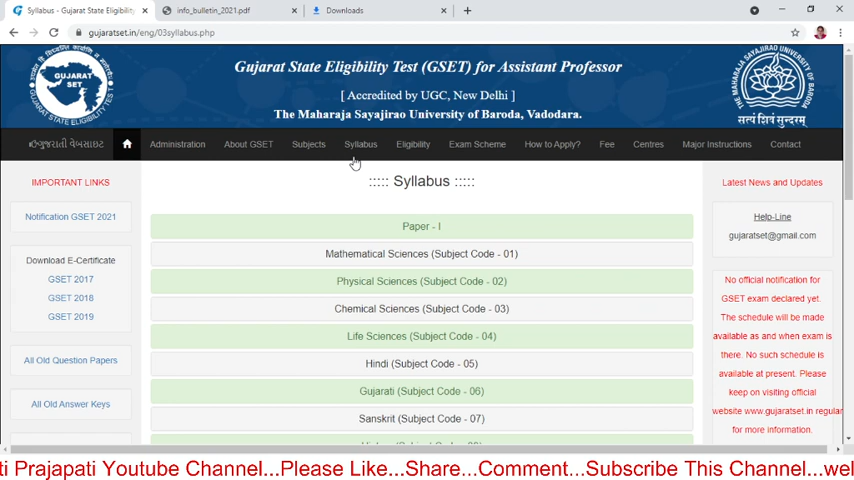 Syllabus - Gujarat State Eligibility
info_bulletin_2021.pdf
Downloads
gujaratset.in/eng/03syllabus.php
GUJARAT
SET
Gujarat State Eligibility Test (GSET) for Assistant Professor
[ Accredited by UGC, New Delhi ]
The Maharaja Sayajirao University of Baroda, Vadodara.
सत्यं शिवं सुन्दरम्
ગુજરાતી વેબસાઇટ
Administration
About GSET
Subjects
Syllabus
Eligibility
Exam Scheme
How to Apply?
Fee
Centres
Major Instructions
Contact
IMPORTANT LINKS
Notification GSET 2021
Download E-Certificate
GSET 2017
GSET 2018
GSET 2019
All Old Question Papers
All Old Answer Keys
::::: Syllabus :::::
Paper - I
Mathematical Sciences (Subject Code - 01)
Physical Sciences (Subject Code - 02)
Chemical Sciences (Subject Code - 03)
Life Sciences (Subject Code - 04)
Hindi (Subject Code - 05)
Gujarati (Subject Code - 06)
Sanskrit (Subject Code - 07)
Latest News and Updates
Help-Line
gujaratset@gmail.com
No official notification for
GSET exam declared yet.
The schedule will be made
available as and when exam is
there. No such schedule is
available at present. Please
keep on visiting official
website www.gujaratset.in regular
for more information.
ti Prajapati Youtube Channel...Please Like...Share...Comment...Subscribe This Channel...wel